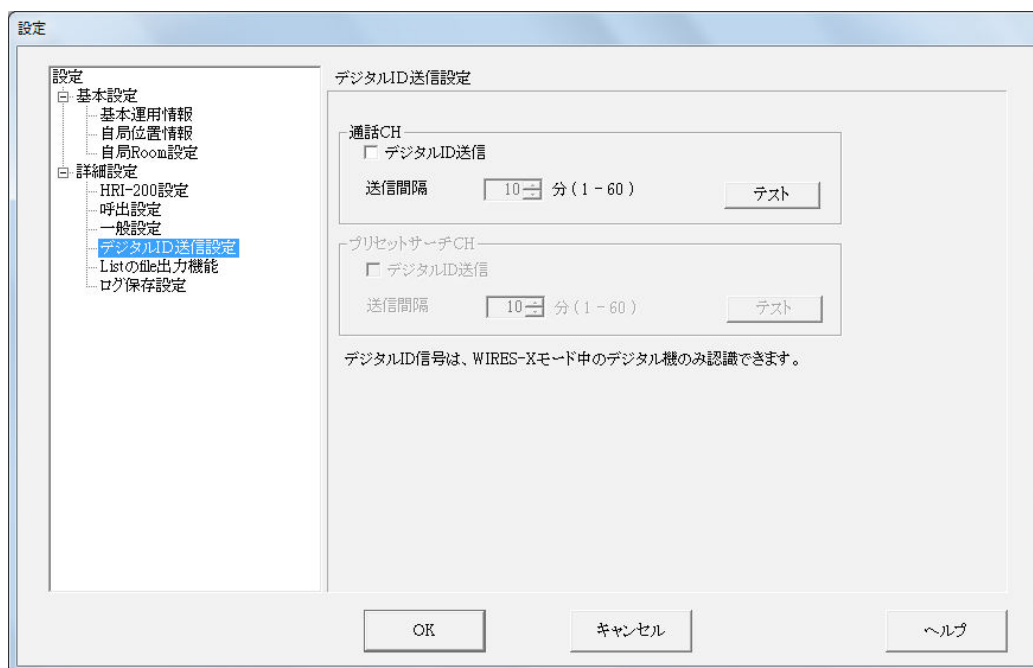 設定
設定
基本設定
基本運用情報
自局位置情報
自局Room設定
詳細設定
HRI-200設定
呼出設定
一般設定
デジタルID送信設定
Listのfile出力機能
ログ保存設定
デジタルID送信設定
通話CH
デジタルID送信
送信間隔 10 分(1-60) テスト
プリセットサーチCH
デジタルID送信
送信間隔 10 分(1-60) テスト
デジタルID信号は、WIRES-Xモード中のデジタル機のみ認識できます。
OK キャンセル ヘルプ